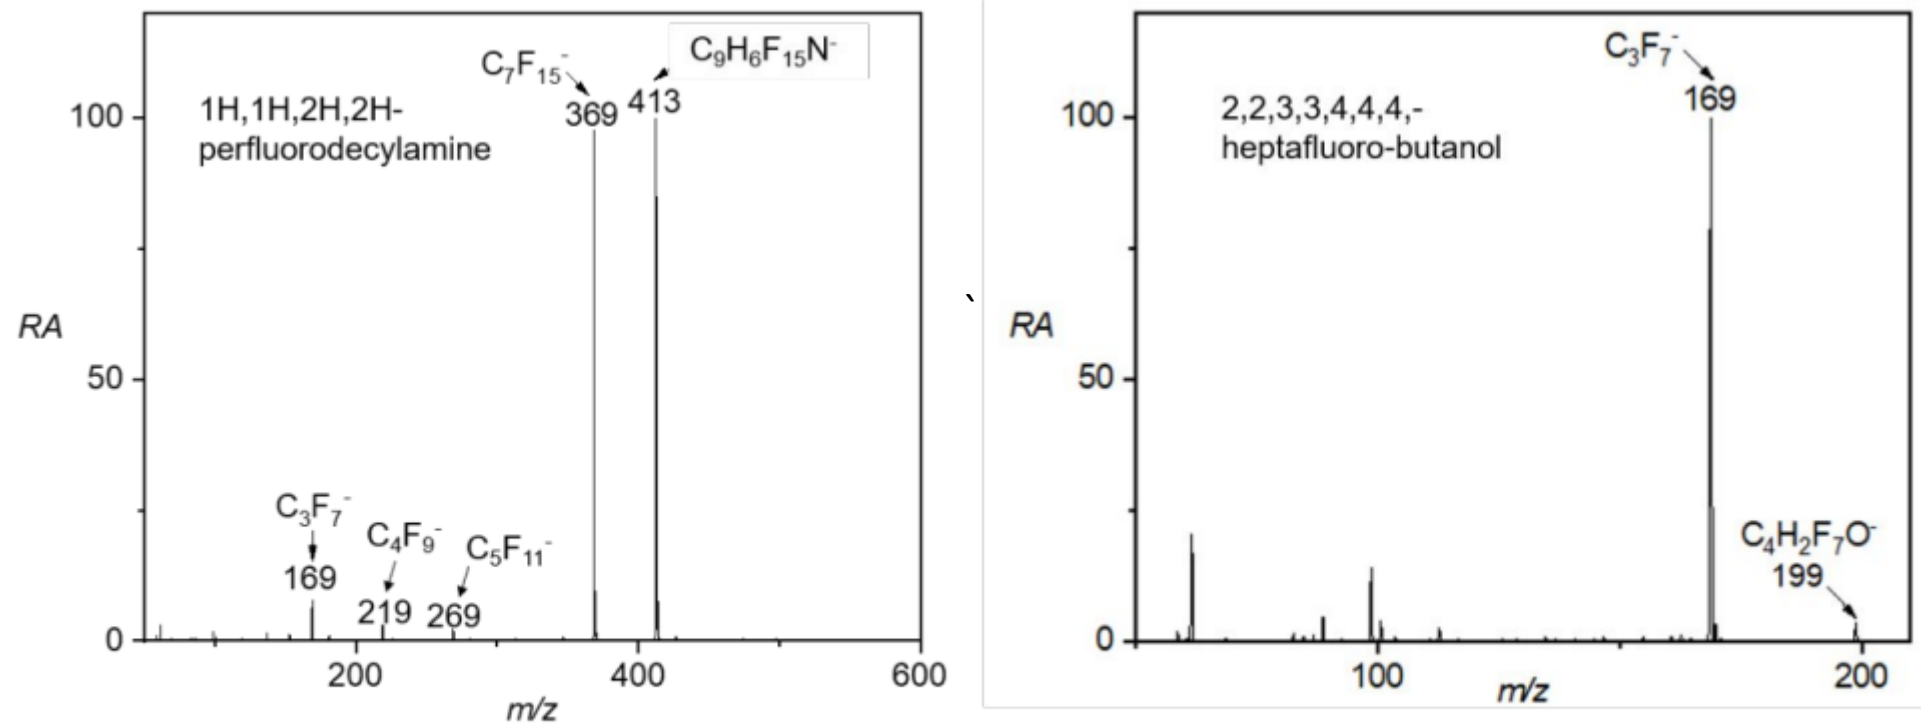 C₇F₁₅⁻
C₉H₆F₁₅N⁻
100
369
413
1H,1H,2H,2H-
perfluorodecylamine
RA
50
C₃F₇⁻
C₄F₉⁻
C₅F₁₁⁻
169
219
269
0
200
400
600
m/z
`
C₃F₇⁻
100
169
2,2,3,3,4,4,4,-
heptafluoro-butanol
RA
50
C₄H₂F₇O⁻
199
0
100
200
m/z